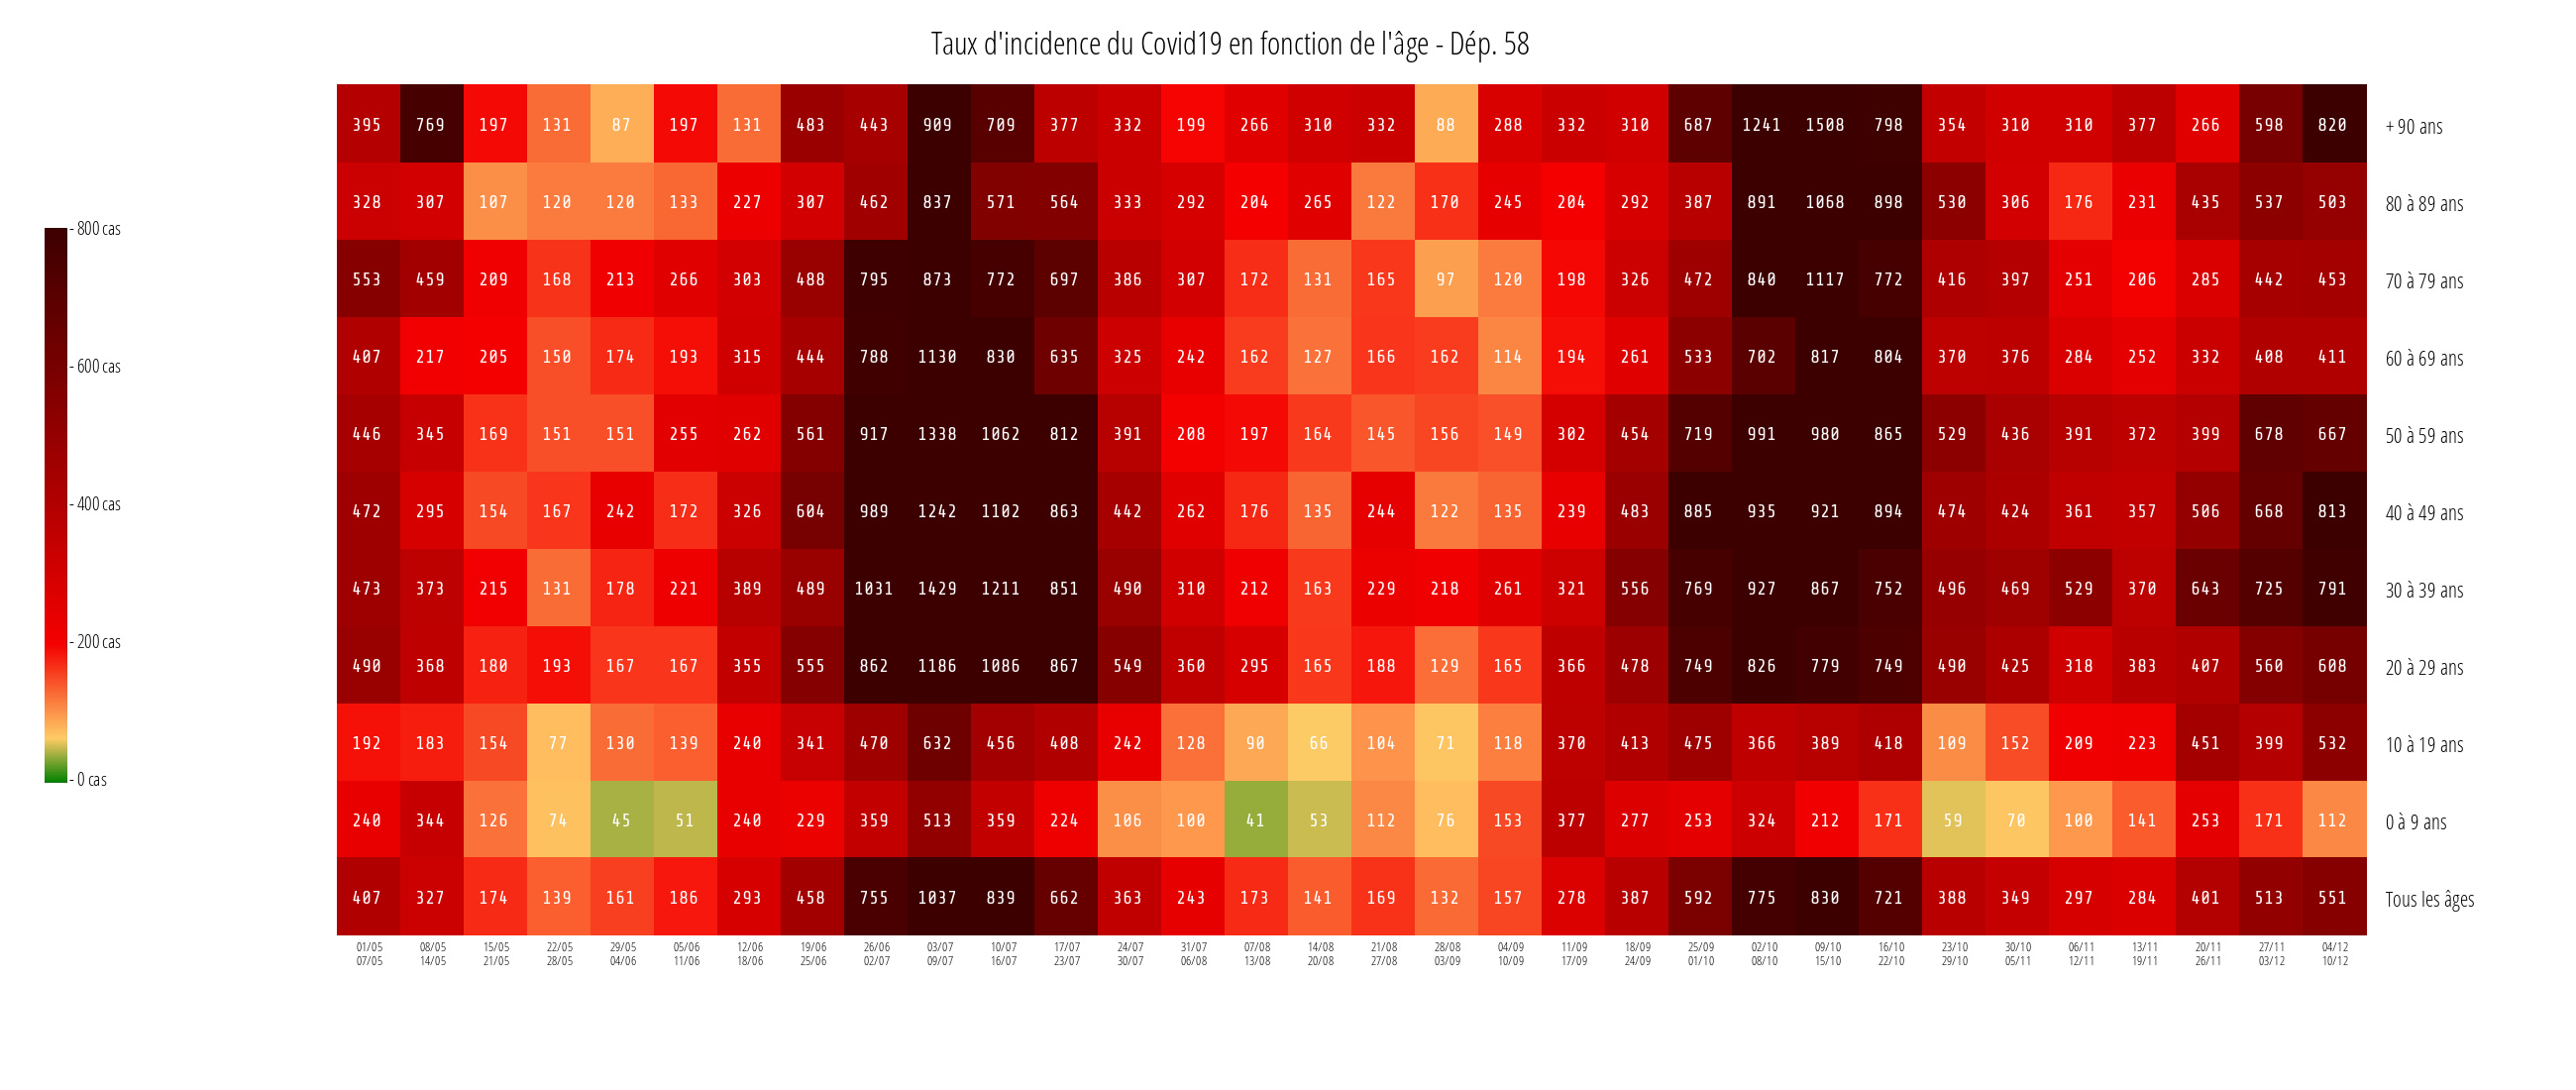 Taux d'incidence du Covid19 en fonction de l'âge - Dép. 58
- 800 cas
- 600 cas
- 400 cas
- 200 cas
- 0 cas
395 769 197 131 87 197 131 483 443 909 709 377 332 199 266 310 332 88 288 332 310 687 1241 1508 798 354 310 310 377 266 598 820 + 90 ans
328 307 107 120 120 133 227 307 462 837 571 564 333 292 204 265 122 170 245 204 292 387 891 1068 898 530 306 176 231 435 537 503 80 à 89 ans
553 459 209 168 213 266 303 488 795 873 772 697 386 307 172 131 165 97 120 198 326 472 840 1117 772 416 397 251 206 285 442 453 70 à 79 ans
407 217 205 150 174 193 315 444 788 1130 830 635 325 242 162 127 166 162 114 194 261 533 702 817 804 370 376 284 252 332 408 411 60 à 69 ans
446 345 169 151 151 255 262 561 917 1338 1062 812 391 208 197 164 145 156 149 302 454 719 991 980 865 529 436 391 372 399 678 667 50 à 59 ans
472 295 154 167 242 172 326 604 989 1242 1102 863 442 262 176 135 244 122 135 239 483 885 935 921 894 474 424 361 357 506 668 813 40 à 49 ans
473 373 215 131 178 221 389 489 1031 1429 1211 851 490 310 212 163 229 218 261 321 556 769 927 867 752 496 469 529 370 643 725 791 30 à 39 ans
490 368 180 193 167 167 355 555 862 1186 1086 867 549 360 295 165 188 129 165 366 478 749 826 779 749 490 425 318 383 407 560 608 20 à 29 ans
192 183 154 77 130 139 240 341 470 632 456 408 242 128 90 66 104 71 118 370 413 475 366 389 418 109 152 209 223 451 399 532 10 à 19 ans
240 344 126 74 45 51 240 229 359 513 359 224 106 100 41 53 112 76 153 377 277 253 324 212 171 59 70 100 141 253 171 112 0 à 9 ans
407 327 174 139 161 186 293 458 755 1037 839 662 363 243 173 141 169 132 157 278 387 592 775 830 721 388 349 297 284 401 513 551 Tous les âges
01/05 08/05 15/05 22/05 29/05 05/06 12/06 19/06 26/06 03/07 10/07 17/07 24/07 31/07 07/08 14/08 21/08 28/08 04/09 11/09 18/09 25/09 02/10 09/10 16/10 23/10 30/10 06/11 13/11 20/11 27/11 04/12
07/05 14/05 21/05 28/05 04/06 11/06 18/06 25/06 02/07 09/07 16/07 23/07 30/07 06/08 13/08 20/08 27/08 03/09 10/09 17/09 24/09 01/10 08/10 15/10 22/10 29/10 05/11 12/11 19/11 26/11 03/12 10/12